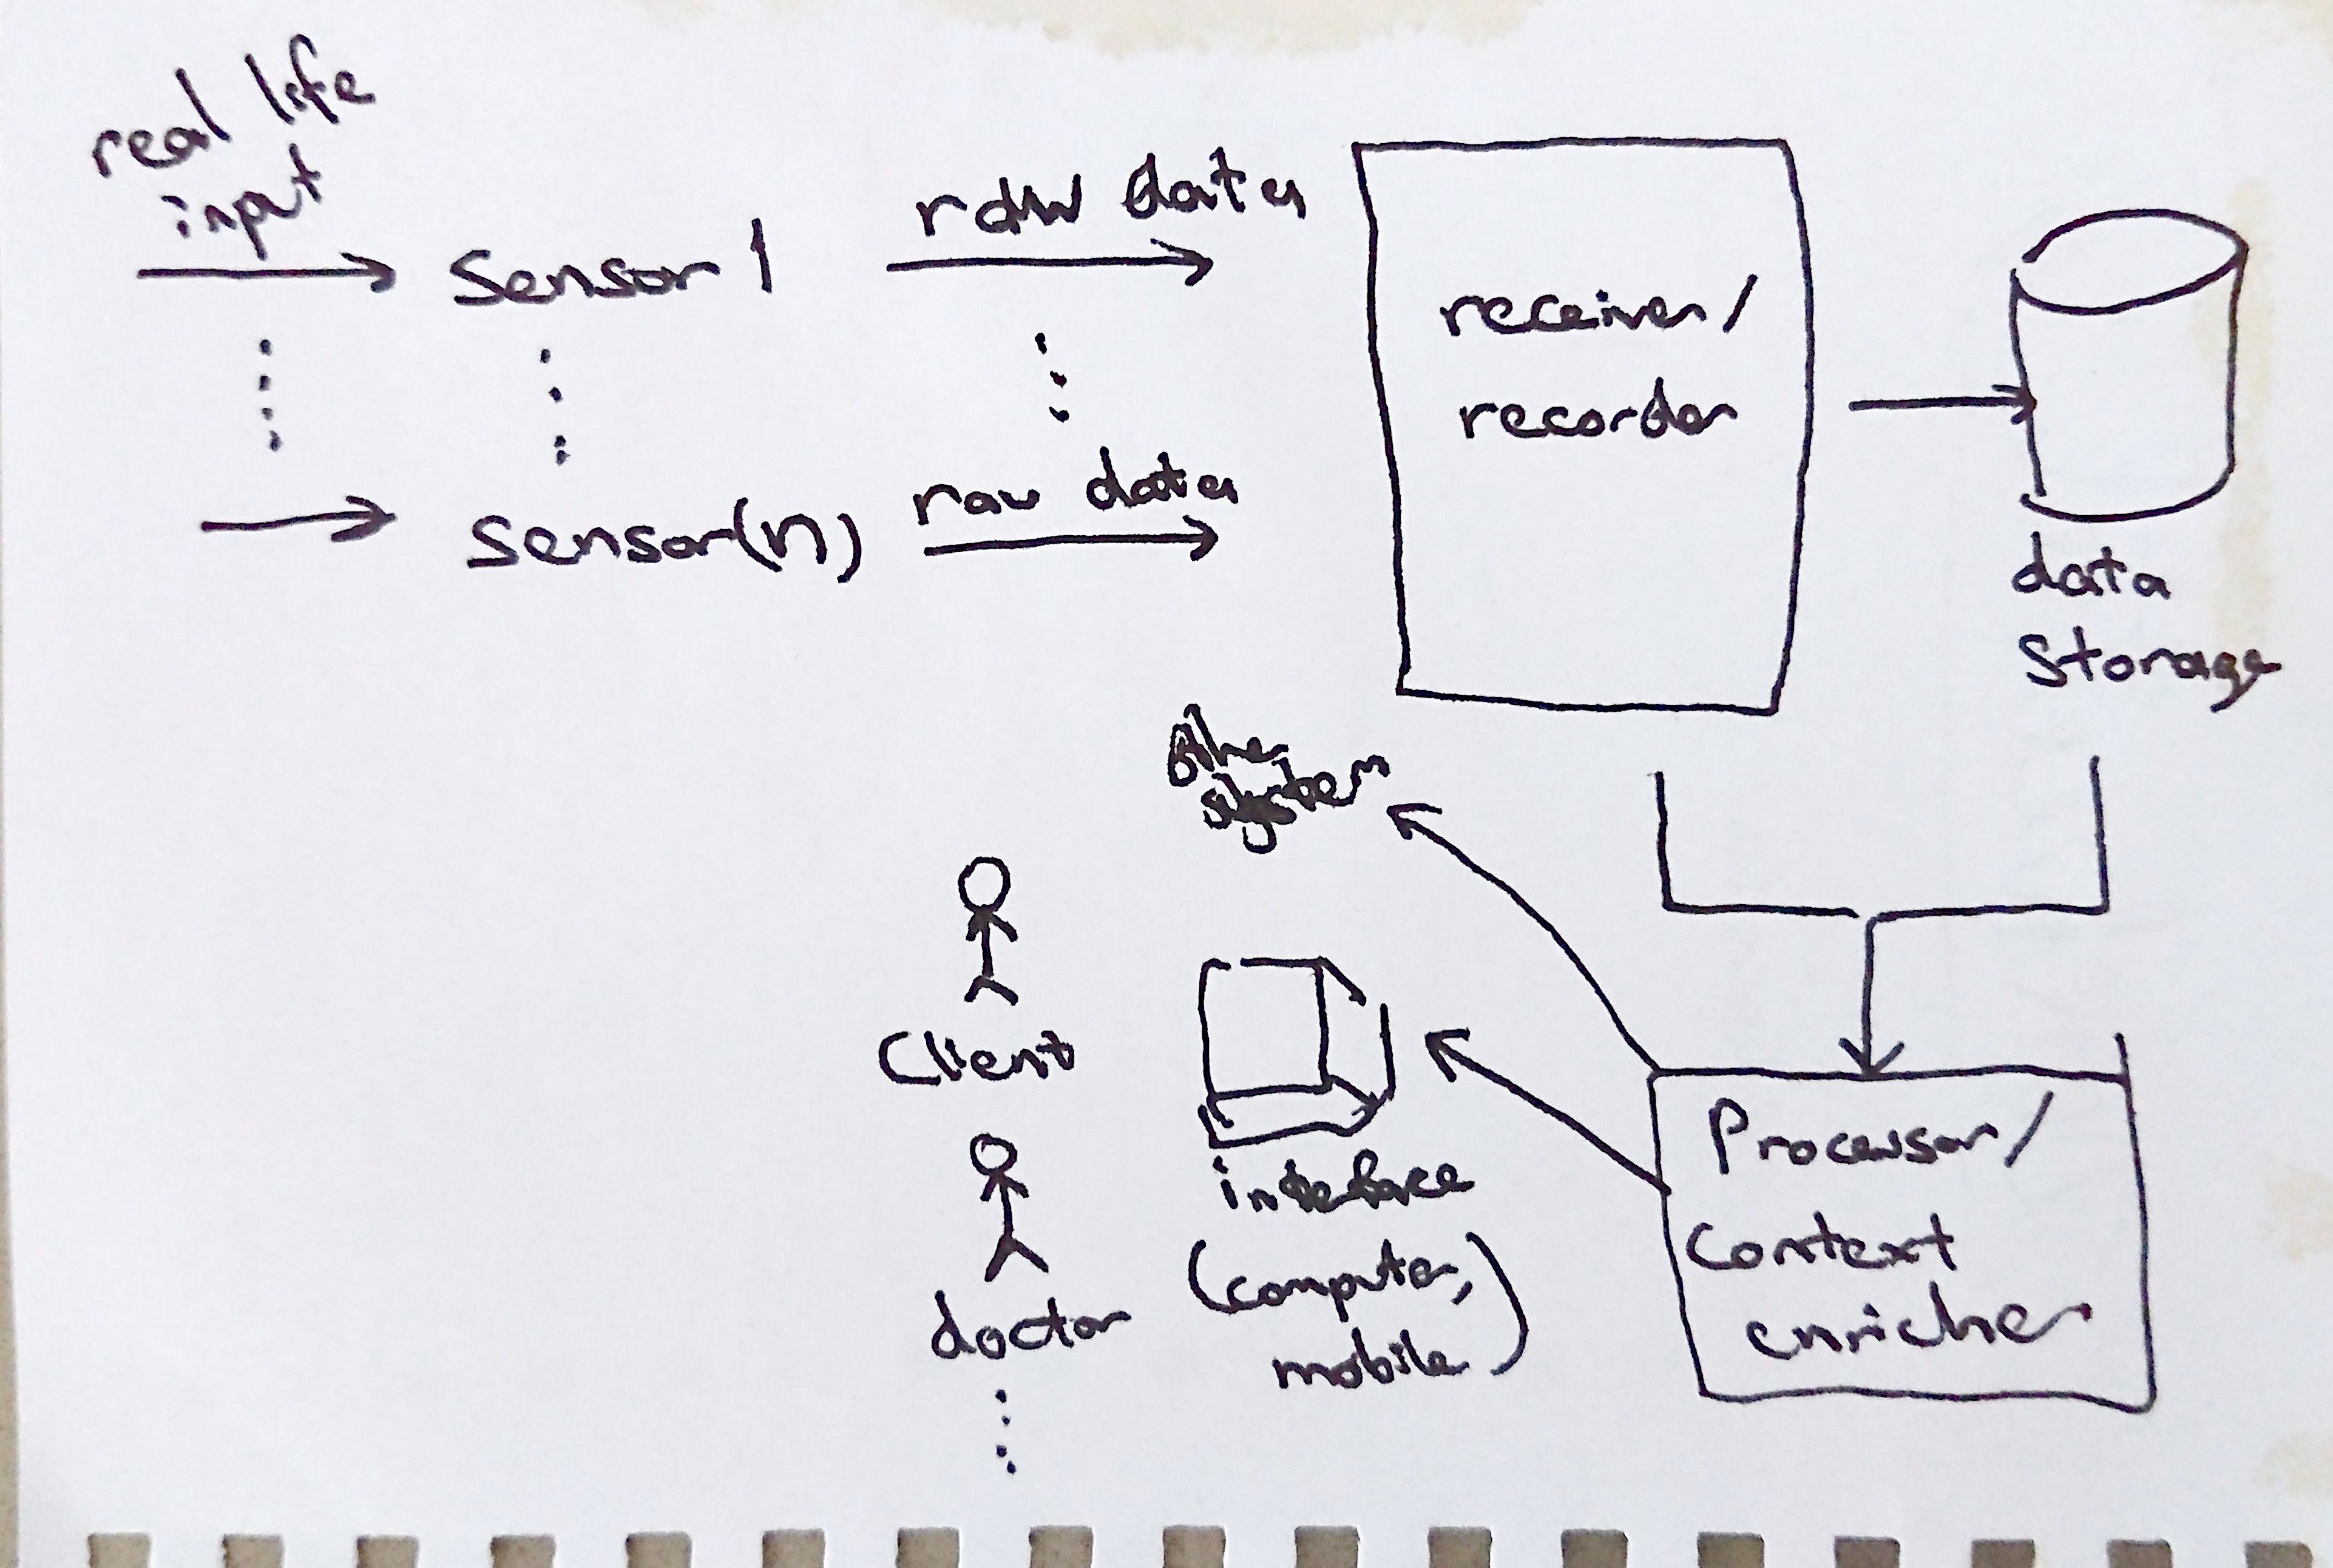 real life
input
Sensor 1
raw data
receiver/
recorder
sensor(n)
raw data
data
storage
other
system
Client
interface
(computer,
mobile)
doctor
Processor/
Context
enricher